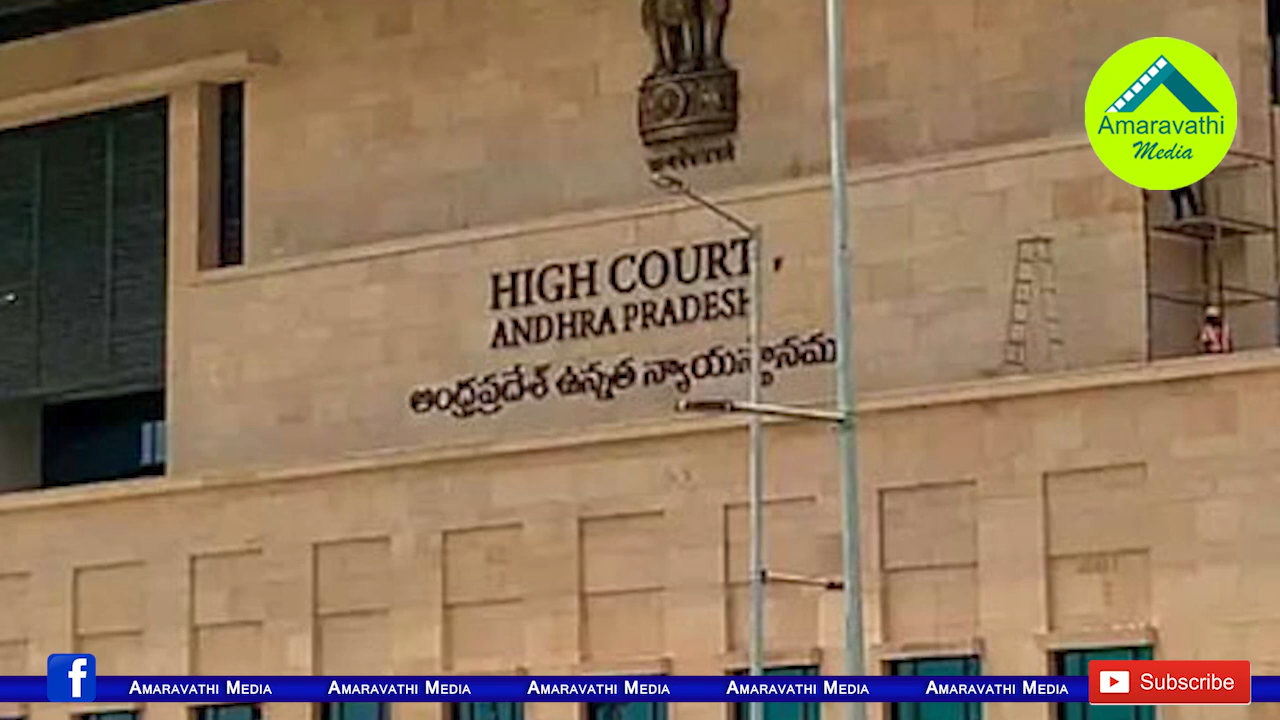 Amaravathi
Media
HIGH COURT,
ANDHRA PRADESH
ఆంధ్రప్రదేశ్ ఉన్నత న్యాయస్థానము
f
AMARAVATHI MEDIA AMARAVATHI MEDIA AMARAVATHI MEDIA AMARAVATHI MEDIA AMARAVATHI MEDIA
Subscribe